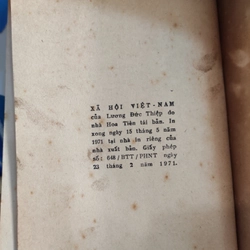 XÃ HỘI VIỆT-NAM
của Lương Đức Thiệp do
nhà Hoa Tiên tái bản. In
xong ngày 15 tháng 5 năm
1971 tại nhà in riêng của
nhà xuất bản. Giấy phép
số: 648/BTT/PHNT ngày
23 tháng 2 năm 1971.